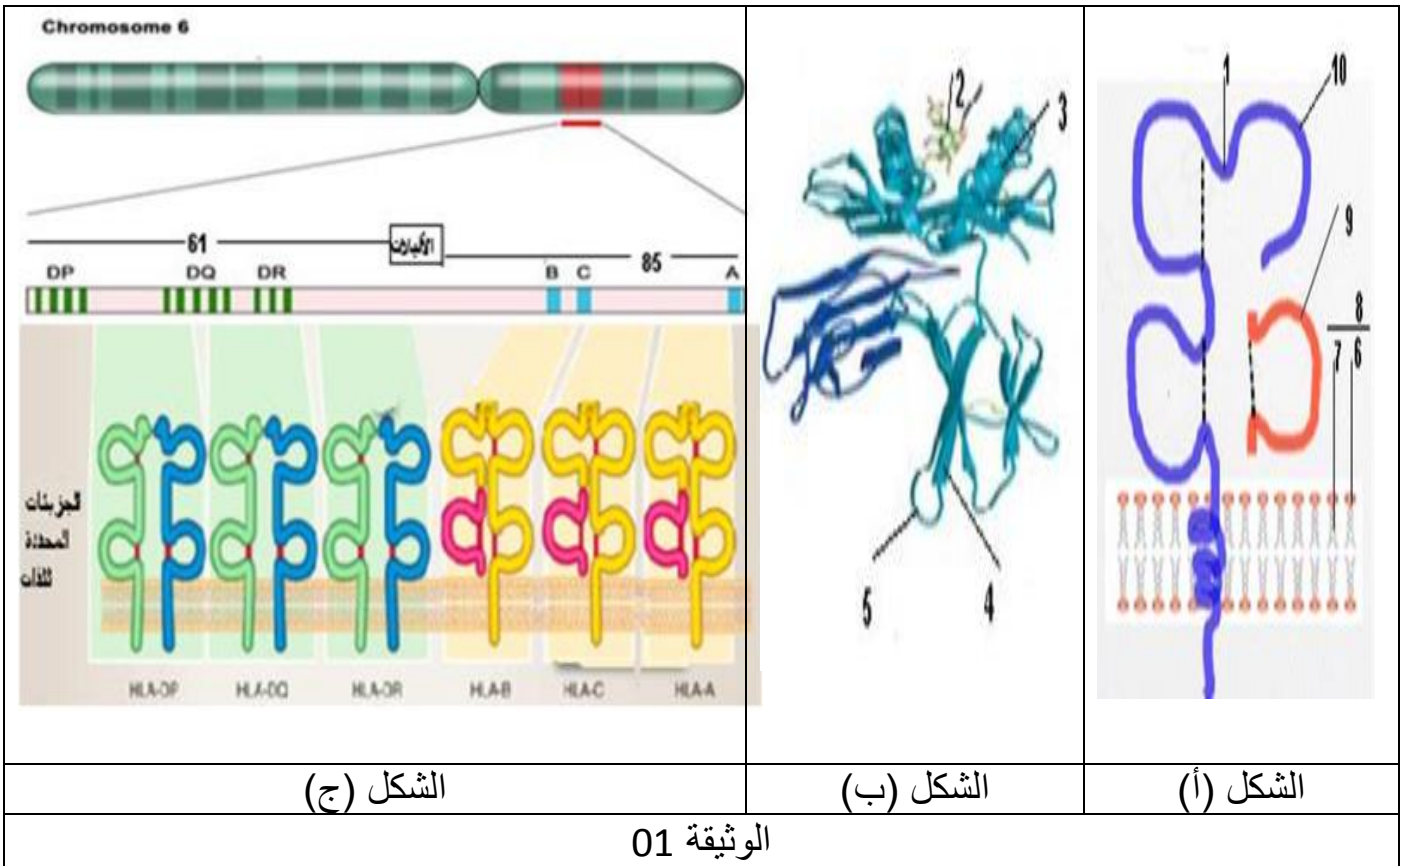 Chromosome 6
61
الأليلات
85
DP DQ DR B C A
الجزيئات
المحددة
للذات
HLA-DP HLA-DQ HLA-DR HLA-B HLA-C HLA-A
2
3
5
4
1
10
9
8
7 6
الشكل (أ)
الشكل (ب)
الشكل (ج)
الوثيقة 01